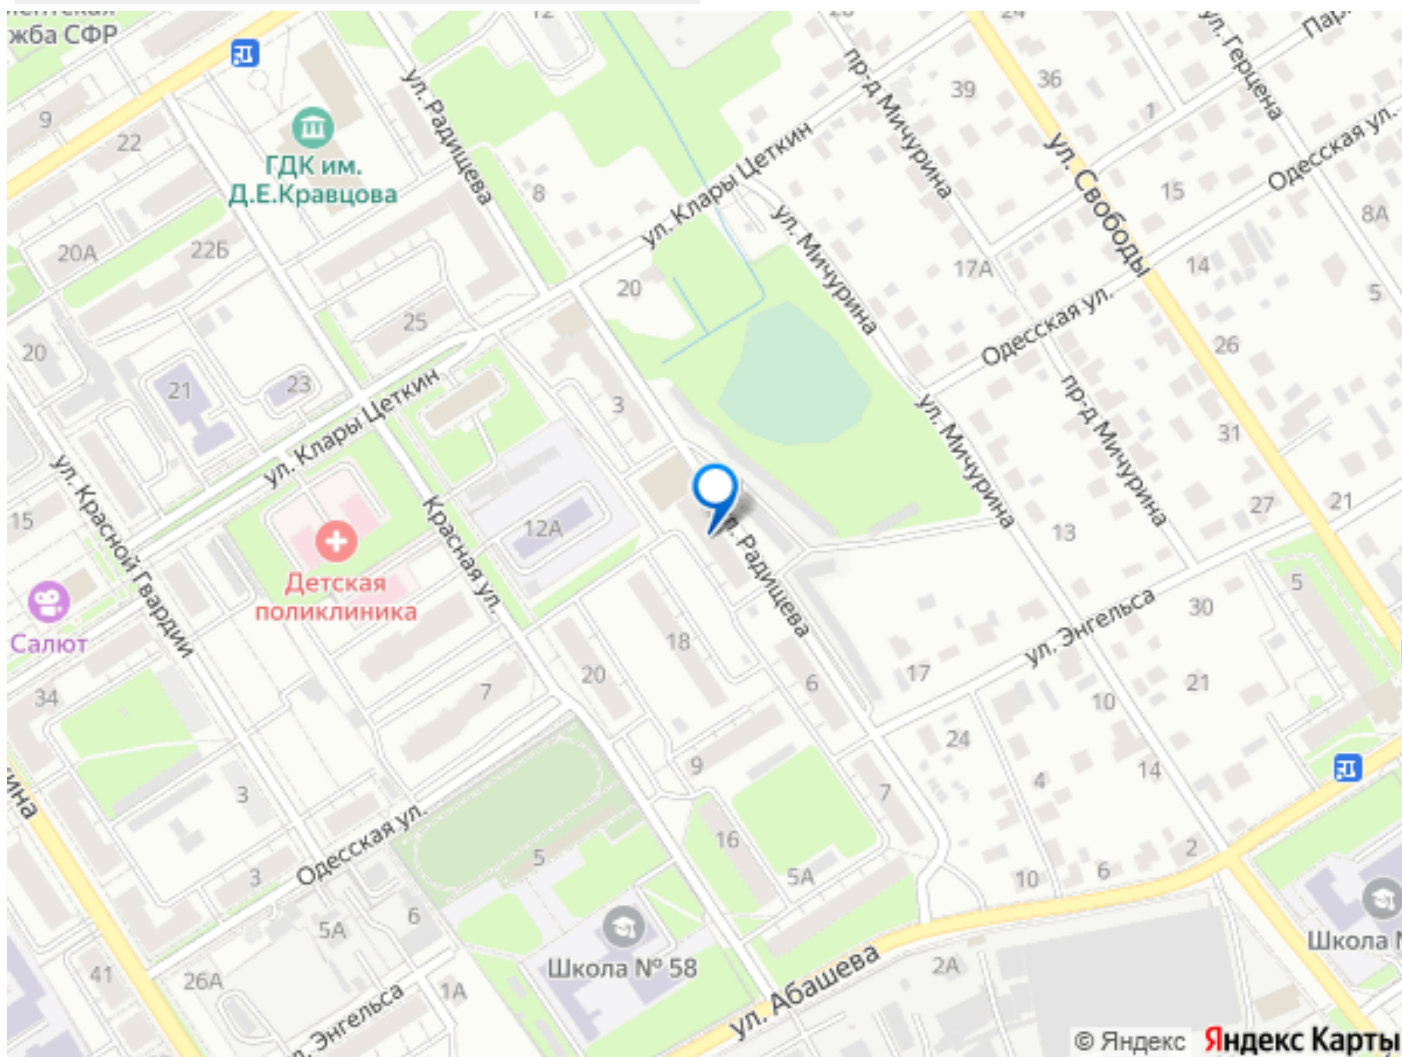 жба СФР
12
24
ул. Герцена
9
22
ГДК им.
Д.Е.Кравцова
ул. Радищева
8
ул. Клары Цеткин
пр-д Мичурина
39
36
ул. Свободы
1
15
Одесская ул.
8А
20А
22Б
25
20
ул. Мичурина
17А
14
5
20
21
23
ул. Клары Цеткин
3
Одесская ул.
26
ул. Мичурина
пр-д Мичурина
31
15
ул. Красной Гвардии
Детская
поликлиника
Красная ул.
12А
ул. Радищева
13
27
21
Салют
34
7
20
18
6
17
ул. Энгельса
30
5
21
10
3
9
7
24
4
14
3
Одесская ул.
5
16
5А
10
6
2
6
5А
41
26А
1А
ул. Энгельса
Школа № 58
ул. Абашева
2А
Школа
© Яндекс Яндекс Карты